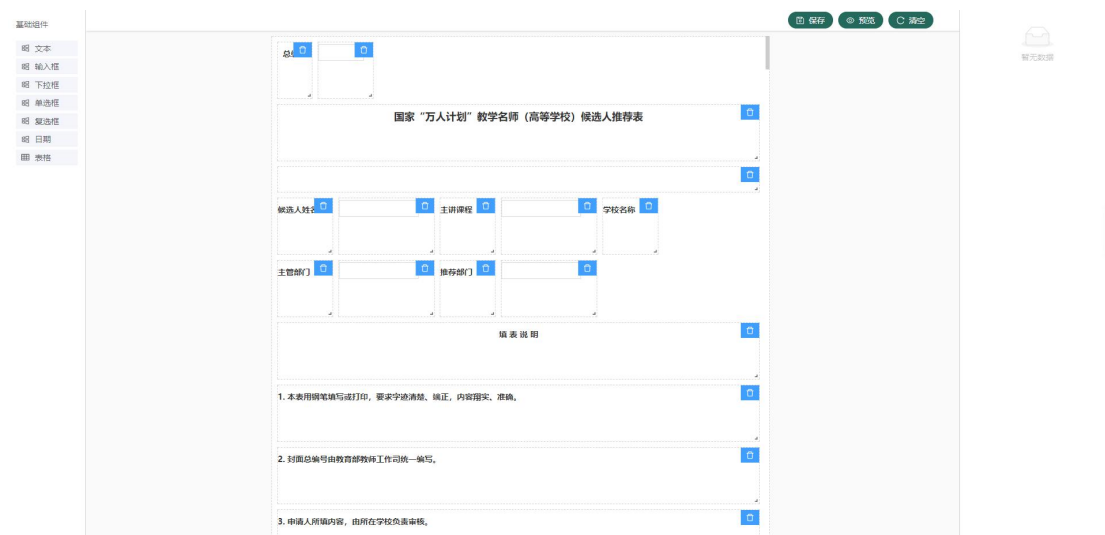 基础组件
保存 预览 清空
文本
输入框
下拉框
单选框
复选框
日期
表格
暂无数据
总
国家“万人计划”教学名师（高等学校）候选人推荐表
候选人姓名 主讲课程 学校名称
主管部门 推荐部门
填 表 说 明
1. 本表用钢笔填写或打印，要求字迹清楚、端正，内容翔实、准确。
2. 封面总编号由教育部教师工作司统一编写。
3. 申请人所填内容，由所在学校负责审核。